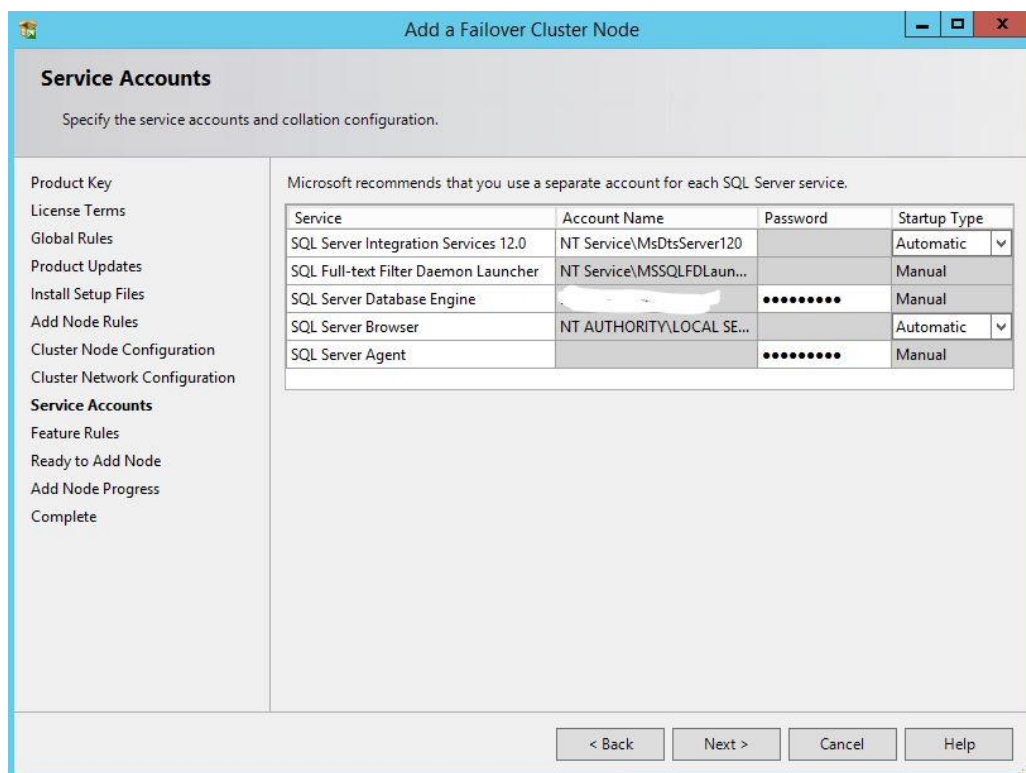 Add a Failover Cluster Node
Service Accounts
Specify the service accounts and collation configuration.
Product Key
License Terms
Global Rules
Product Updates
Install Setup Files
Add Node Rules
Cluster Node Configuration
Cluster Network Configuration
Service Accounts
Feature Rules
Ready to Add Node
Add Node Progress
Complete
Microsoft recommends that you use a separate account for each SQL Server service.
Service Account Name Password Startup Type
SQL Server Integration Services 12.0 NT Service\MsDtsServer120 Automatic
SQL Full-text Filter Daemon Launcher NT Service\MSSQLFDLaun... Manual
SQL Server Database Engine ●●●●●●●●● Manual
SQL Server Browser NT AUTHORITY\LOCAL SE... Automatic
SQL Server Agent ●●●●●●●●● Manual
< Back Next > Cancel Help